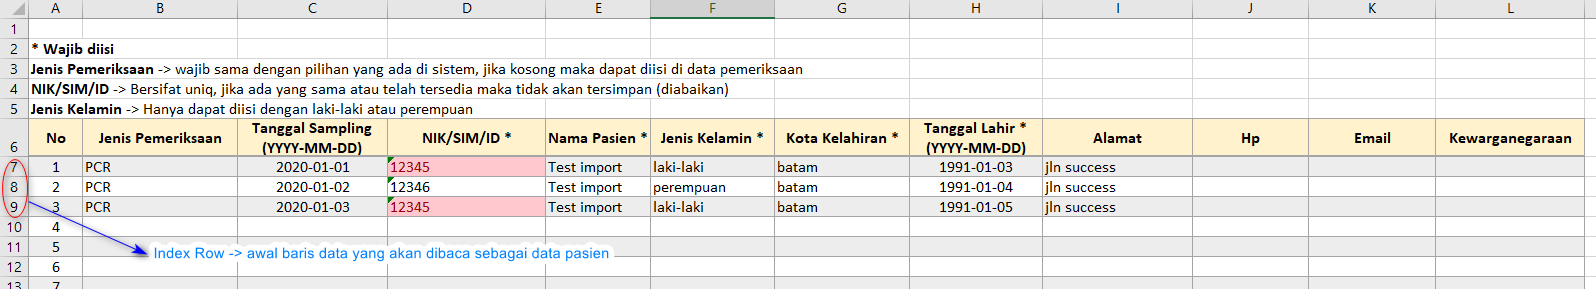 A B C D E F G H I J K L
1
2 * Wajib diisi
3 Jenis Pemeriksaan -> wajib sama dengan pilihan yang ada di sistem, jika kosong maka dapat diisi di data pemeriksaan
4 NIK/SIM/ID -> Bersifat uniq, jika ada yang sama atau telah tersedia maka tidak akan tersimpan (diabaikan)
5 Jenis Kelamin -> Hanya dapat diisi dengan laki-laki atau perempuan
6 No Jenis Pemeriksaan Tanggal Sampling (YYYY-MM-DD) NIK/SIM/ID * Nama Pasien * Jenis Kelamin * Kota Kelahiran * Tanggal Lahir * (YYYY-MM-DD) Alamat Hp Email Kewarganegaraan
7 1 PCR 2020-01-01 12345 Test import laki-laki batam 1991-01-03 jln success
8 2 PCR 2020-01-02 12346 Test import perempuan batam 1991-01-04 jln success
9 3 PCR 2020-01-03 12345 Test import laki-laki batam 1991-01-05 jln success
10 4
11 5 Index Row -> awal baris data yang akan dibaca sebagai data pasien
12 6
13 7